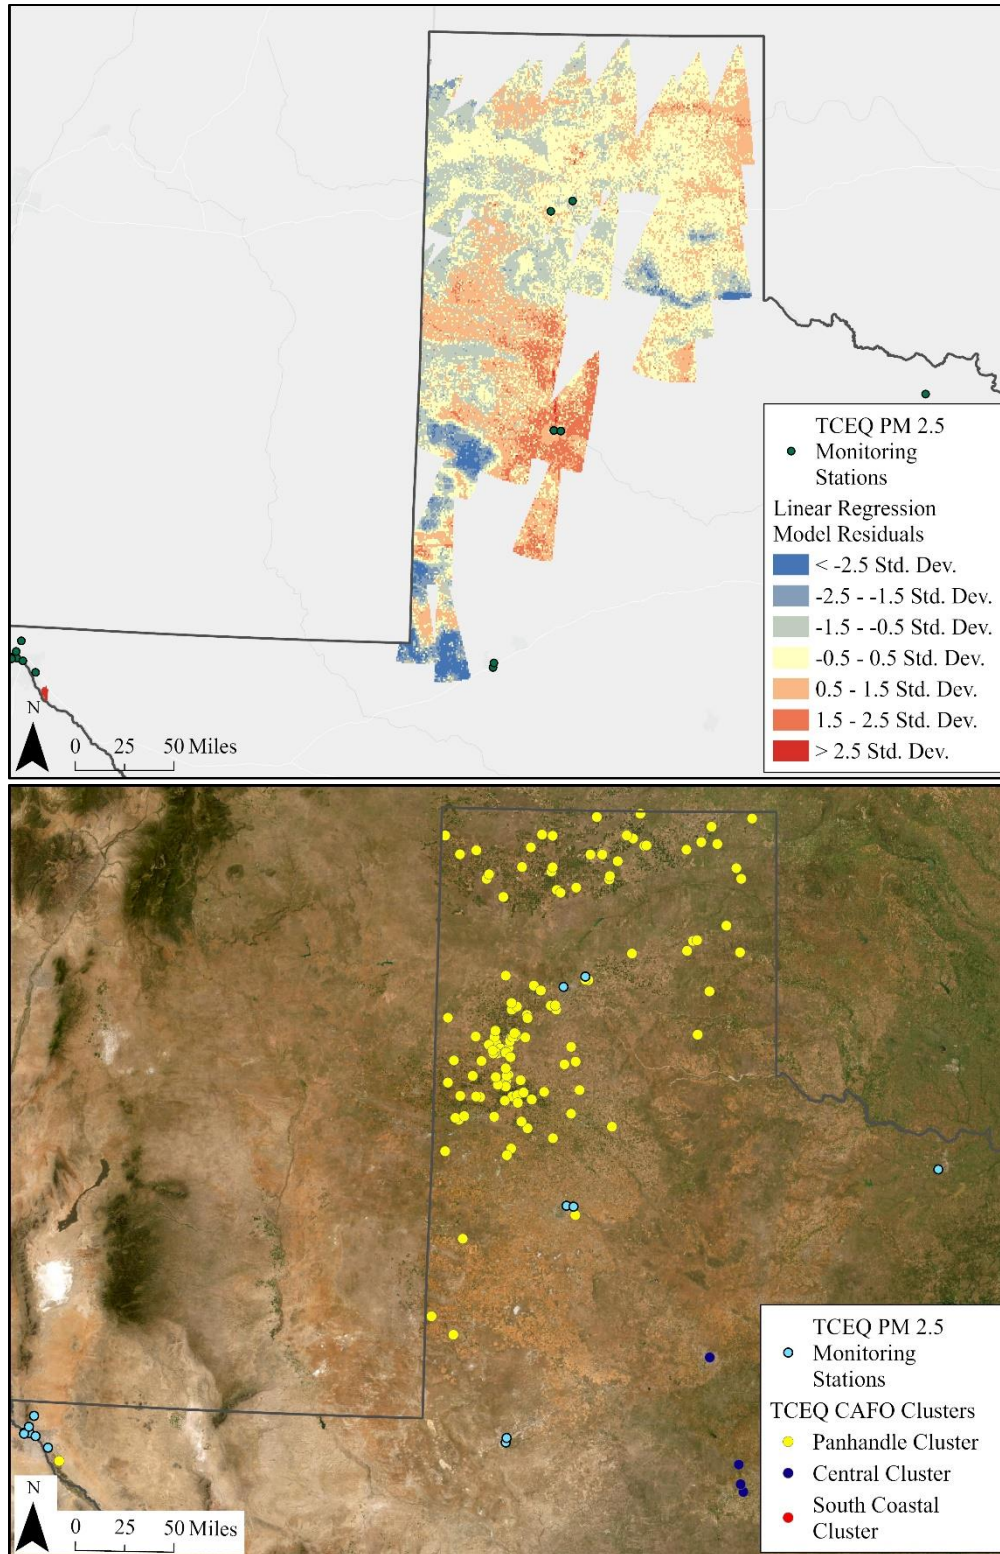 TCEQ PM 2.5
Monitoring
Stations
Linear Regression
Model Residuals
< -2.5 Std. Dev.
-2.5 - -1.5 Std. Dev.
-1.5 - -0.5 Std. Dev.
-0.5 - 0.5 Std. Dev.
0.5 - 1.5 Std. Dev.
1.5 - 2.5 Std. Dev.
> 2.5 Std. Dev.
N
0 25 50 Miles
TCEQ PM 2.5
Monitoring
Stations
TCEQ CAFO Clusters
Panhandle Cluster
Central Cluster
South Coastal
Cluster
N
0 25 50 Miles